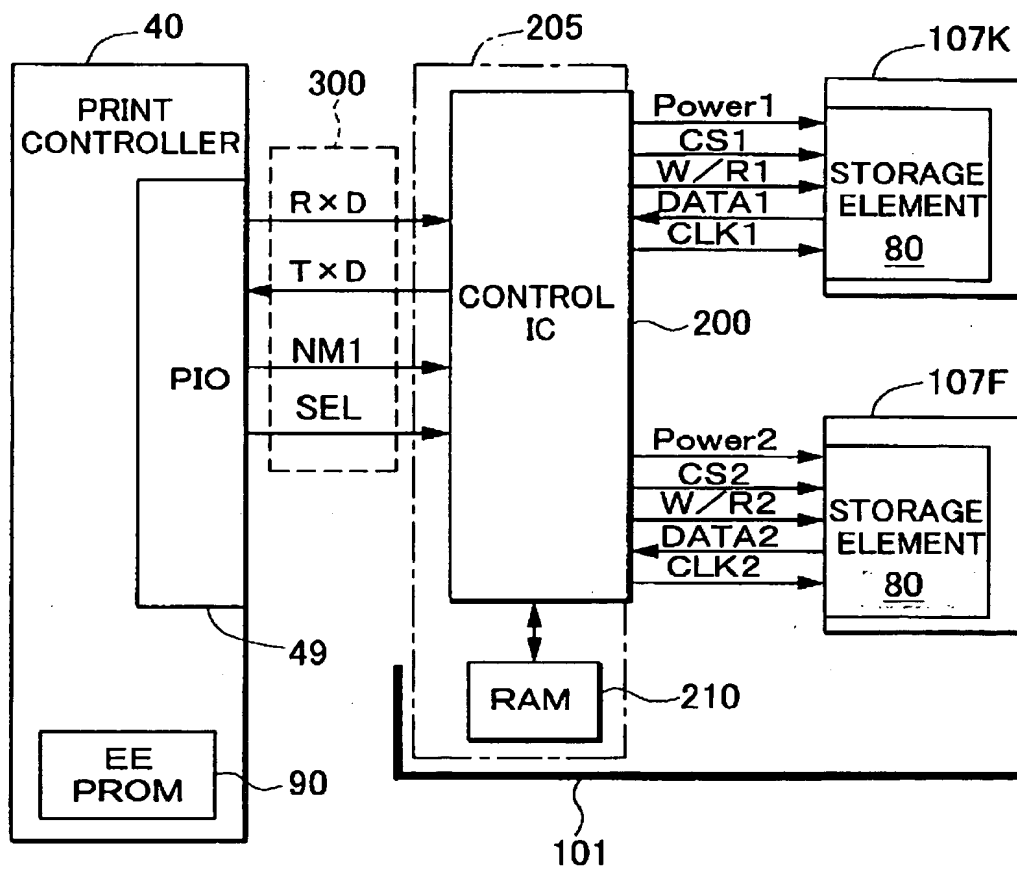 40
PRINT
CONTROLLER
PIO
49
EE
PROM
90
300
R×D
T×D
NM1
SEL
205
CONTROL
IC
200
RAM
210
101
Power1
CS1
W/R1
DATA1
CLK1
107K
STORAGE
ELEMENT
80
Power2
CS2
W/R2
DATA2
CLK2
107F
STORAGE
ELEMENT
80